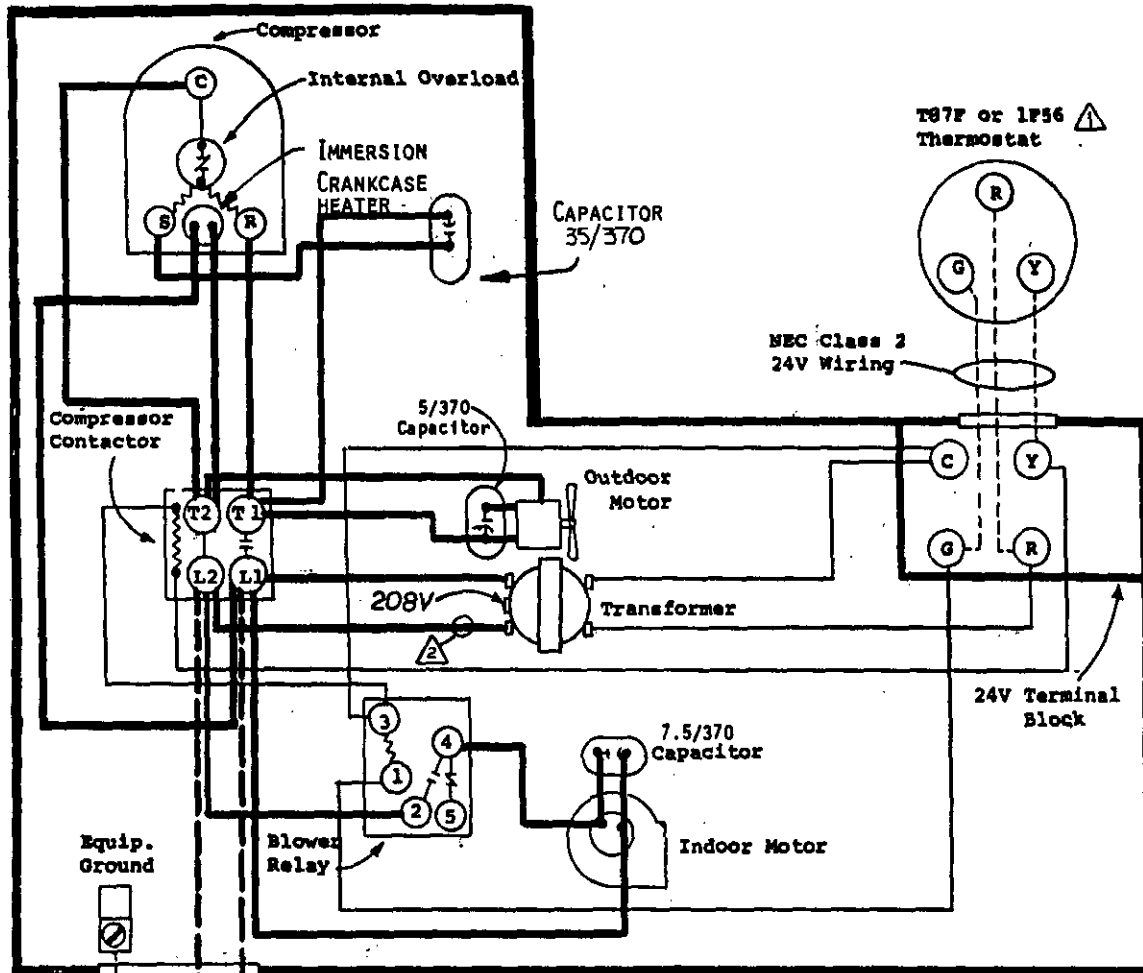 Compressor
C
Internal Overload
IMMERSION
CRANKCASE
HEATER
S
R
CAPACITOR
35/370
T87F or 1F56 1
Thermostat
R
G
Y
NEC Class 2
24V Wiring
Compressor
Contactor
5/370
Capacitor
Outdoor
Motor
C
Y
T2
T1
G
R
L2
L1
208V
Transformer
2
24V Terminal
Block
3
4
1
2
5
7.5/370
Capacitor
Equip.
Ground
Blower
Relay
Indoor Motor